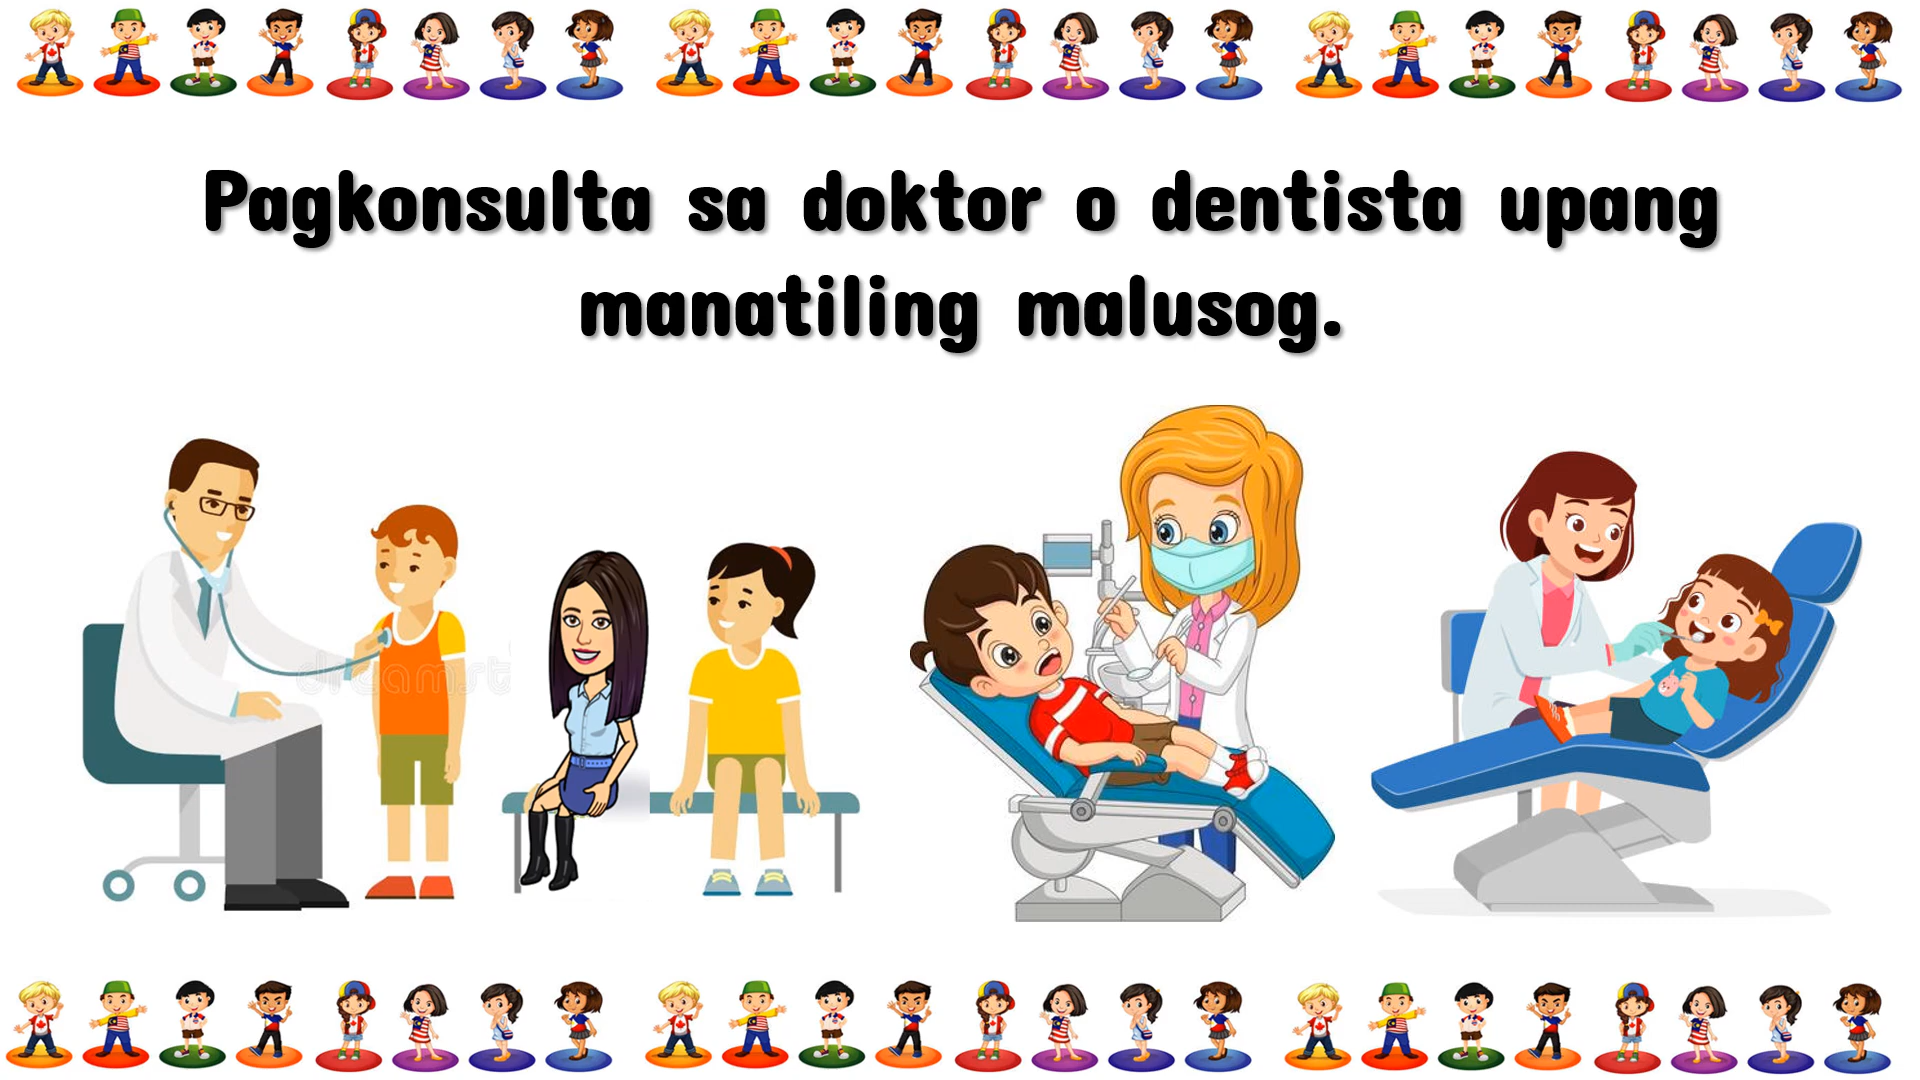 Pagkonsulta sa doktor o dentista upang
manatiling malusog.